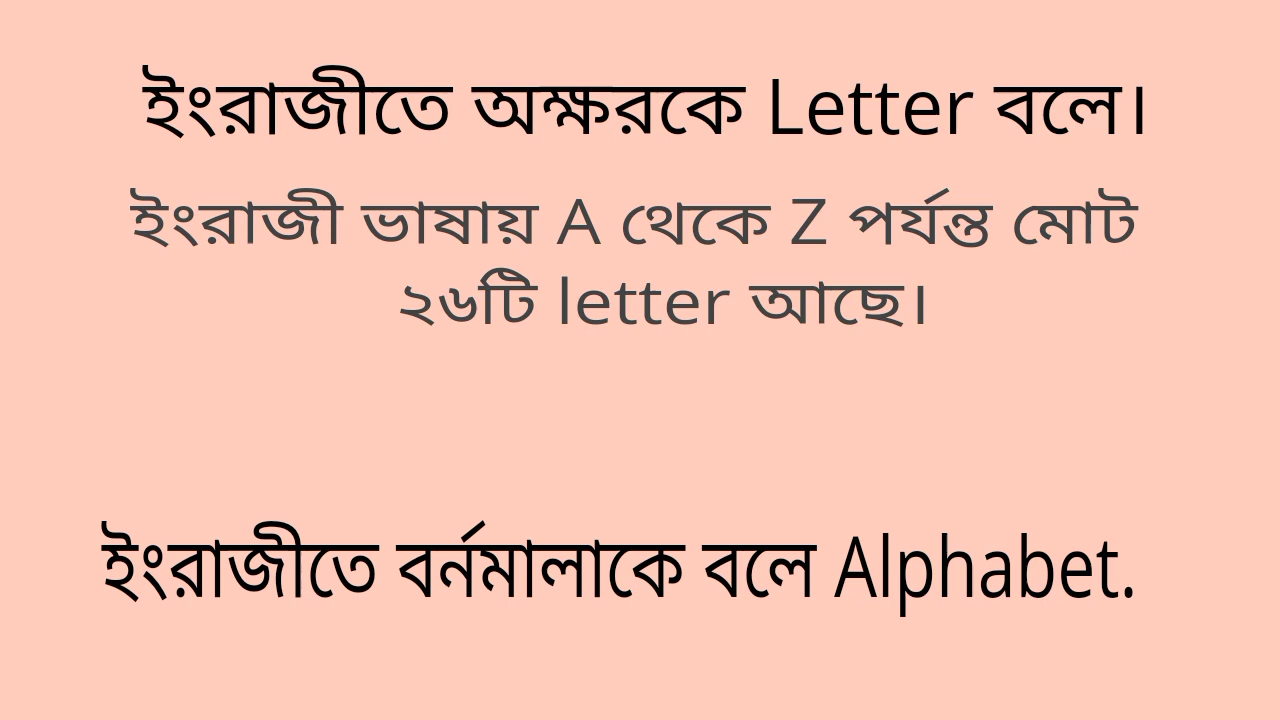 ইংরাজীতে অক্ষরকে Letter বলে।
ইংরাজী ভাষায় A থেকে Z পর্যন্ত মোট
২৬টি letter আছে।
ইংরাজীতে বর্নমালাকে বলে Alphabet.